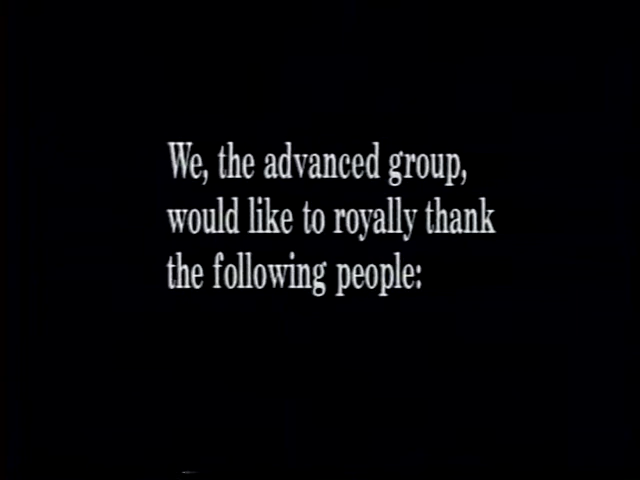 We, the advanced group,
would like to royally thank
the following people: